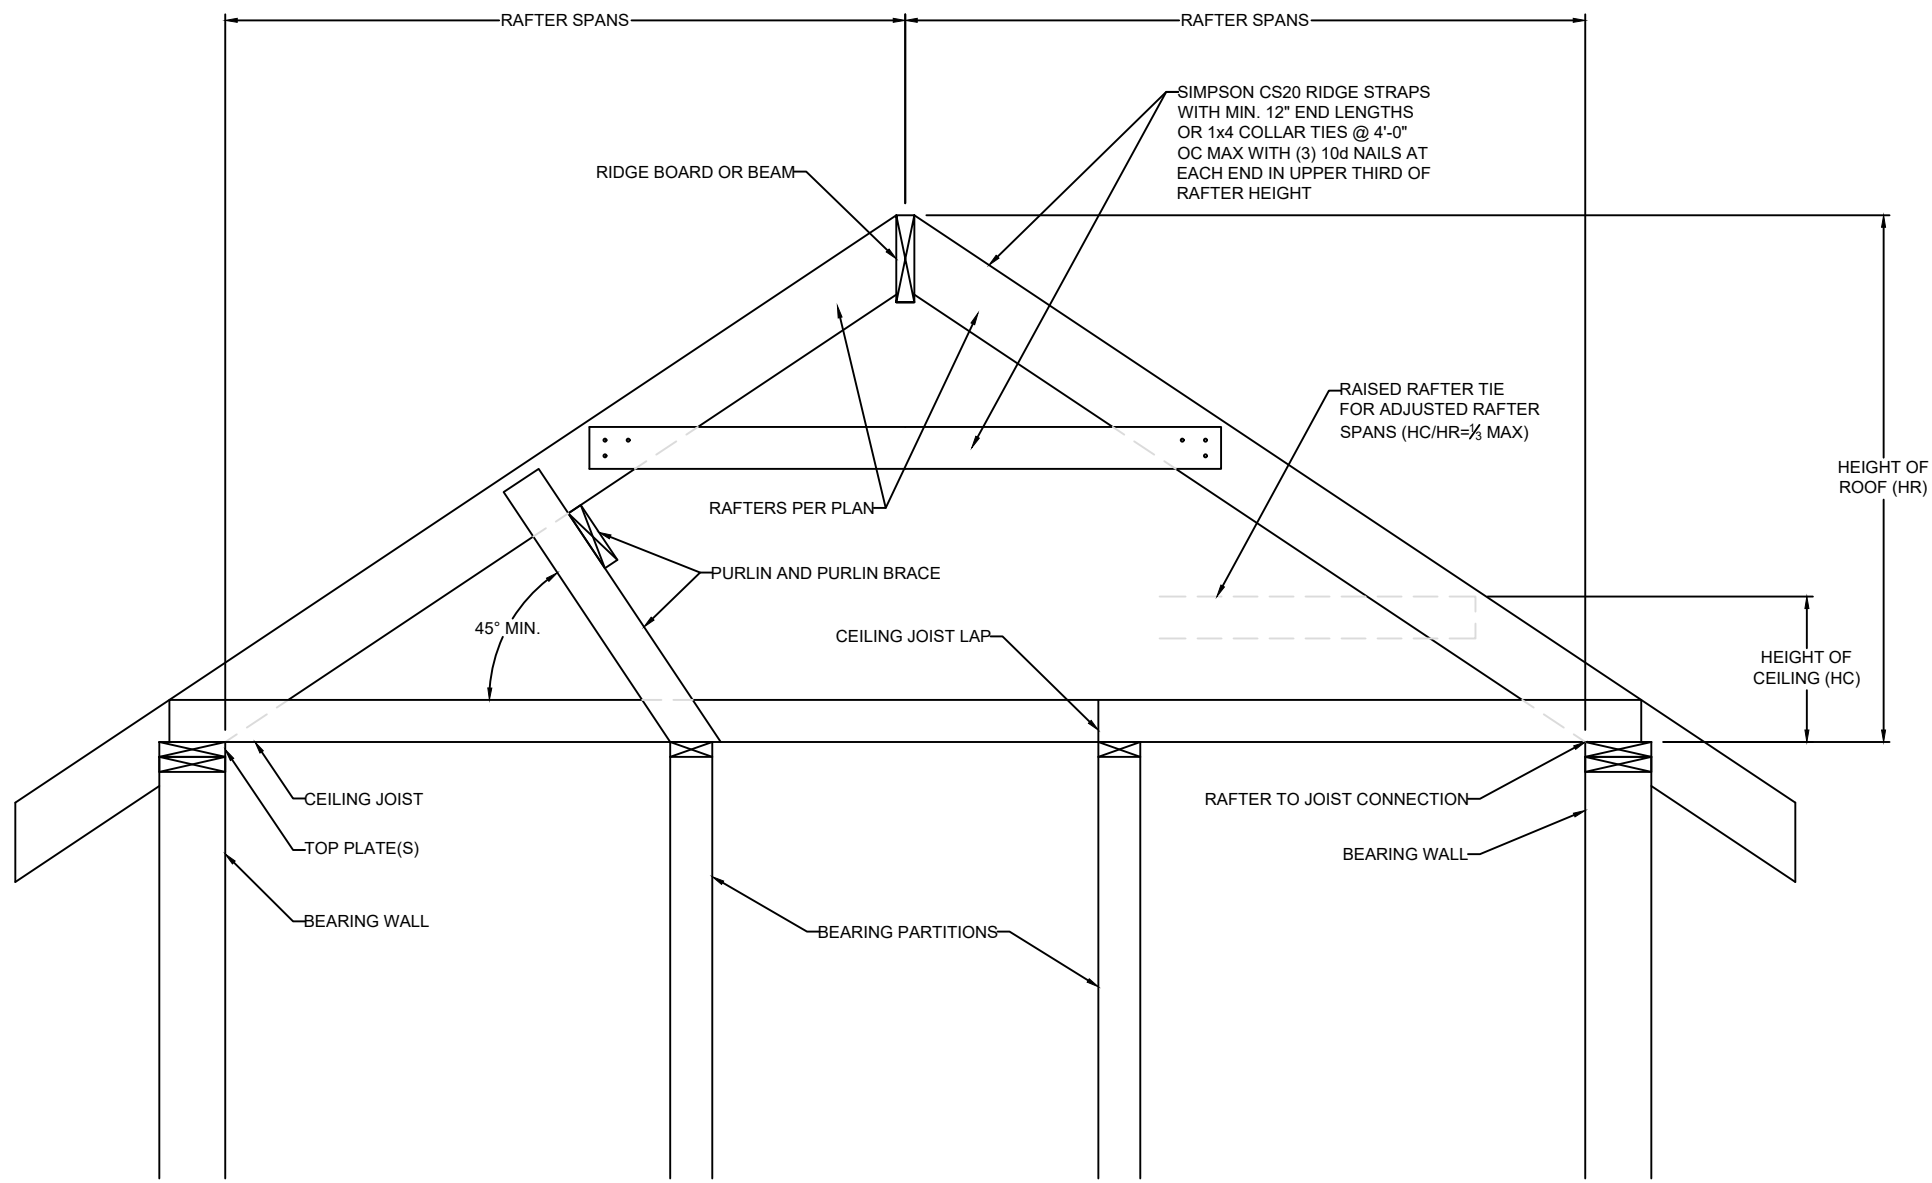 RAFTER SPANS
RAFTER SPANS
SIMPSON CS20 RIDGE STRAPS
WITH MIN. 12" END LENGTHS
OR 1x4 COLLAR TIES @ 4'-0"
OC MAX WITH (3) 10d NAILS AT
EACH END IN UPPER THIRD OF
RAFTER HEIGHT
RIDGE BOARD OR BEAM
RAISED RAFTER TIE
FOR ADJUSTED RAFTER
SPANS (HC/HR=⅓ MAX)
HEIGHT OF
ROOF (HR)
RAFTERS PER PLAN
PURLIN AND PURLIN BRACE
45° MIN.
CEILING JOIST LAP
HEIGHT OF
CEILING (HC)
CEILING JOIST
RAFTER TO JOIST CONNECTION
TOP PLATE(S)
BEARING WALL
BEARING WALL
BEARING PARTITIONS